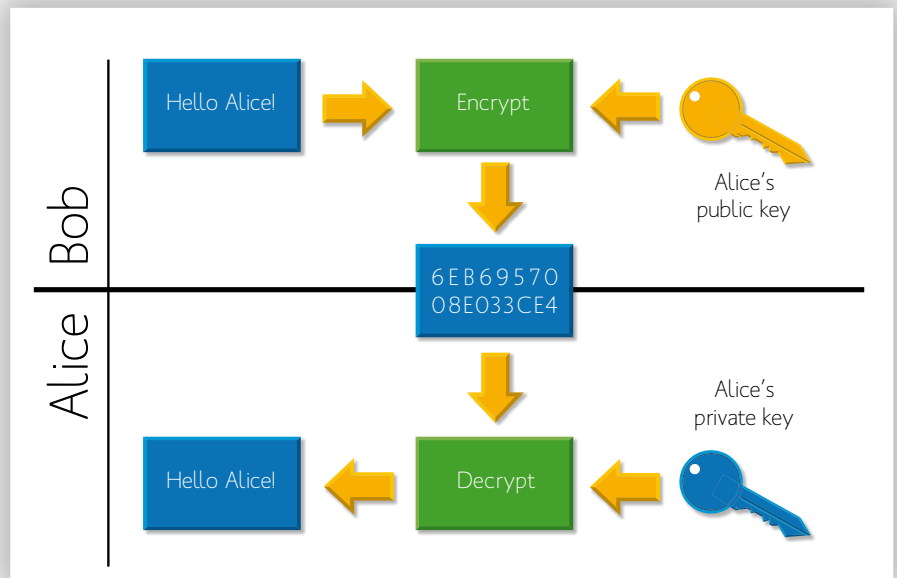 Hello Alice!
Encrypt
Alice's
public key
Bob
6EB69570
08E033CE4
Alice
Alice's
private key
Hello Alice!
Decrypt